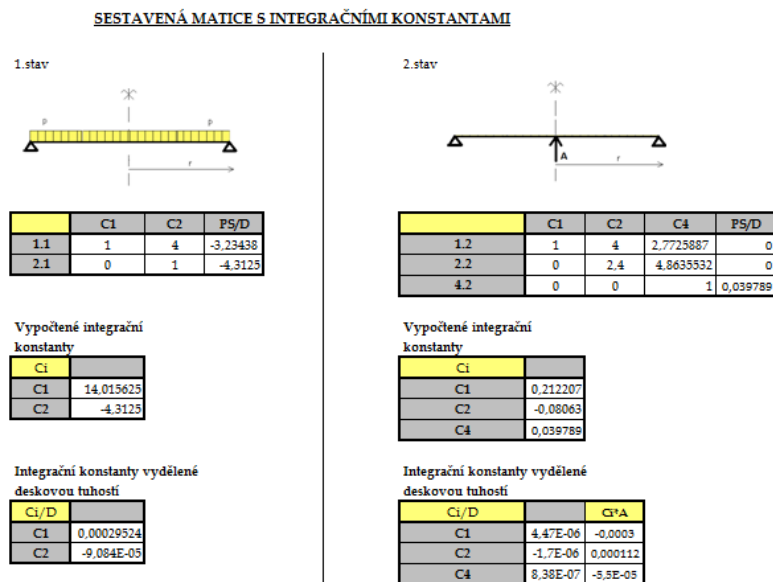 SESTAVENÁ MATICE S INTEGRAČNÍMI KONSTANTAMI
1.stav
p p
r
C1 C2 PS/D
1.1 1 4 -3,23438
2.1 0 1 -4,3125
Vypočtené integrační
konstanty
Ci
C1 14,015625
C2 -4,3125
Integrační konstanty vydělené
deskovou tuhostí
Ci/D
C1 0,00029524
C2 -9,084E-05
2.stav
A
r
C1 C2 C4 PS/D
1.2 1 4 2,7725887 0
2.2 0 2,4 4,8635532 0
4.2 0 0 1 0,039789
Vypočtené integrační
konstanty
Ci
C1 0,212207
C2 -0,08063
C4 0,039789
Integrační konstanty vydělené
deskovou tuhostí
Ci/D Ci*A
C1 4,47E-06 -0,0003
C2 -1,7E-06 0,000112
C4 8,38E-07 -5,5E-05